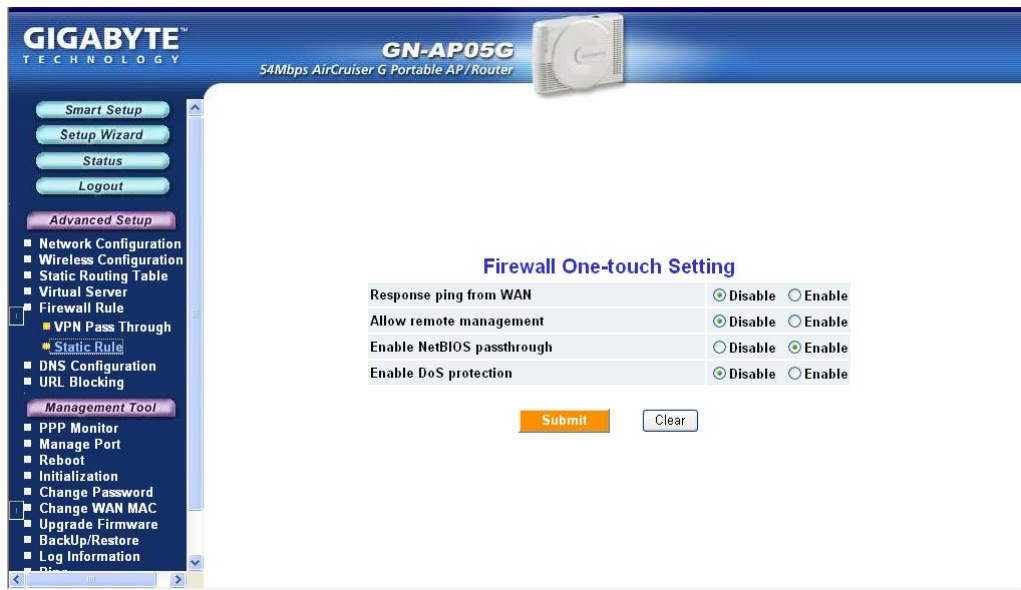 GIGABYTE™
TECHNOLOGY
GN-AP05G
54Mbps AirCruiser G Portable AP/Router
Smart Setup
Setup Wizard
Status
Logout
Advanced Setup
Network Configuration
Wireless Configuration
Static Routing Table
Virtual Server
Firewall Rule
VPN Pass Through
Static Rule
DNS Configuration
URL Blocking
Management Tool
PPP Monitor
Manage Port
Reboot
Initialization
Change Password
Change WAN MAC
Upgrade Firmware
BackUp/Restore
Log Information
Firewall One-touch Setting
Response ping from WAN Disable Enable
Allow remote management Disable Enable
Enable NetBIOS passthrough Disable Enable
Enable DoS protection Disable Enable
Submit Clear